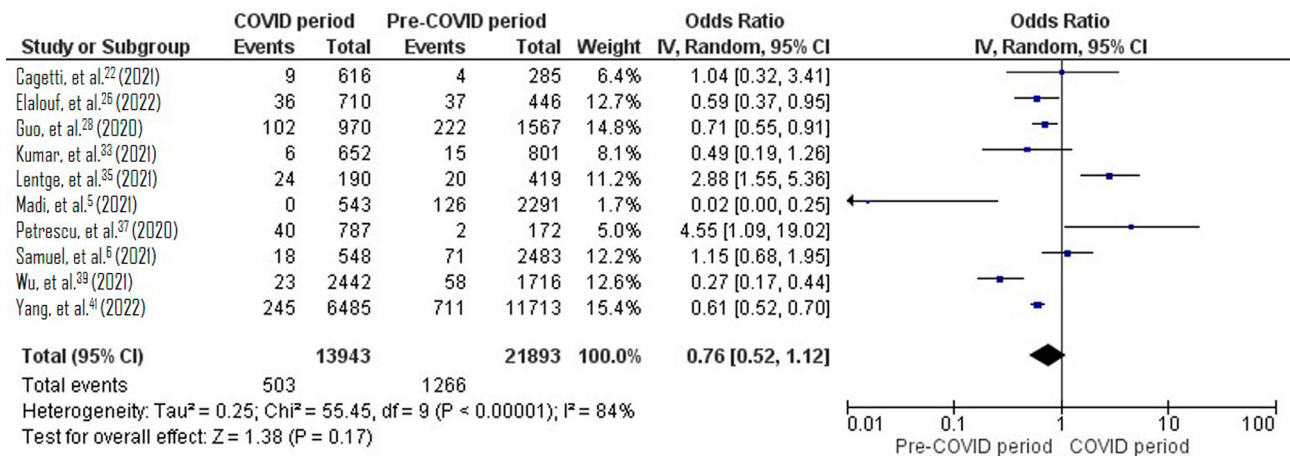 COVID period Pre-COVID period Odds Ratio Odds Ratio
Study or Subgroup Events Total Events Total Weight IV, Random, 95% CI IV, Random, 95% CI
Cagetti, et al.²² (2021) 9 616 4 285 6.4% 1.04 [0.32, 3.41]
Elalouf, et al.²⁶ (2022) 36 710 37 446 12.7% 0.59 [0.37, 0.95]
Guo, et al.²⁸ (2020) 102 970 222 1567 14.8% 0.71 [0.55, 0.91]
Kumar, et al.³³ (2021) 6 652 15 801 8.1% 0.49 [0.19, 1.26]
Lentge, et al.³⁵ (2021) 24 190 20 419 11.2% 2.88 [1.55, 5.36]
Madi, et al.⁵ (2021) 0 543 126 2291 1.7% 0.02 [0.00, 0.25]
Petrescu, et al.³⁷ (2020) 40 787 2 172 5.0% 4.55 [1.09, 19.02]
Samuel, et al.⁶ (2021) 18 548 71 2483 12.2% 1.15 [0.68, 1.95]
Wu, et al.³⁹ (2021) 23 2442 58 1716 12.6% 0.27 [0.17, 0.44]
Yang, et al.⁴¹ (2022) 245 6485 711 11713 15.4% 0.61 [0.52, 0.70]
Total (95% CI) 13943 21893 100.0% 0.76 [0.52, 1.12]
Total events 503 1266
Heterogeneity: Tau² = 0.25; Chi² = 55.45, df = 9 (P < 0.00001); I² = 84%
Test for overall effect: Z = 1.38 (P = 0.17)
0.01 0.1 1 10 100
Pre-COVID period COVID period